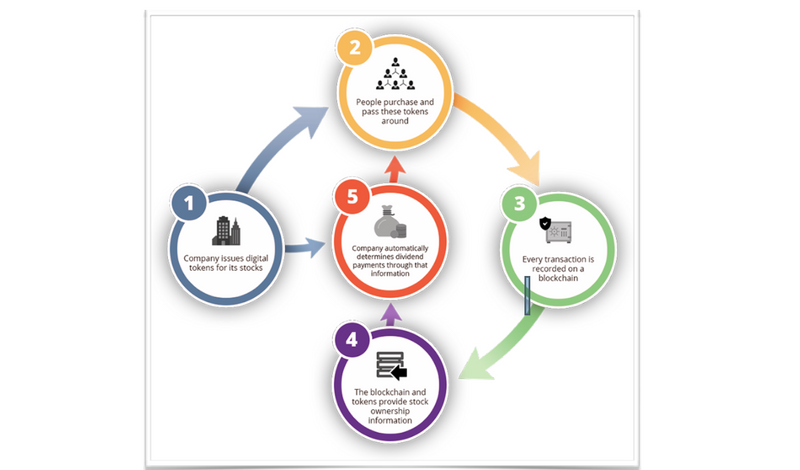 1
Company issues digital
tokens for its stocks
2
People purchase and
pass these tokens
around
3
Every transaction is
recorded on a
blockchain
4
The blockchain and
tokens provide stock
ownership
information
5
Company automatically
determines dividend
payments through that
information